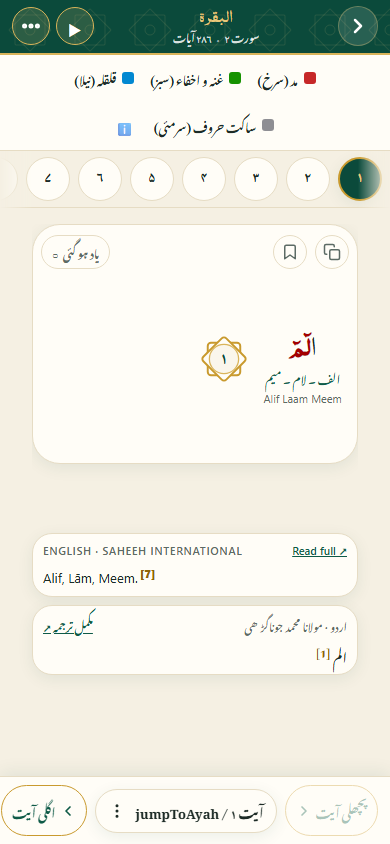 البقرة
سورت ۲ · ۲۸۶ آیات
مد (سرخ) غنہ و اخفاء (سبز) قلقلہ (نیلا)
ساکت حروف (سرمئی)
۱ ۲ ۳ ۴ ۵ ۶ ۷
یاد ہو گئی
الٓمّٓ ۱
الف ۔ لام ۔ میم
Alif Laam Meem
ENGLISH · SAHEEH INTERNATIONAL Read full ↗
Alif, Lām, Meem. [7]
اردو · مولانا محمد جوناگڑھی مکمل ترجمہ ↗
الم [1]
پچھلی آیت آیت ۱ / jumpToAyah اگلی آیت